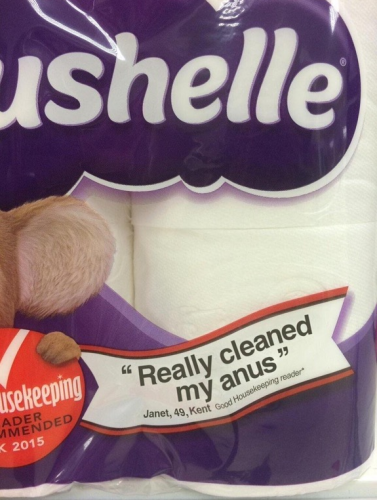 ushelle®
“Really cleaned
my anus”
Janet, 49, Kent Good Housekeeping reader*
usekeeping
ADER
MMENDED
K 2015